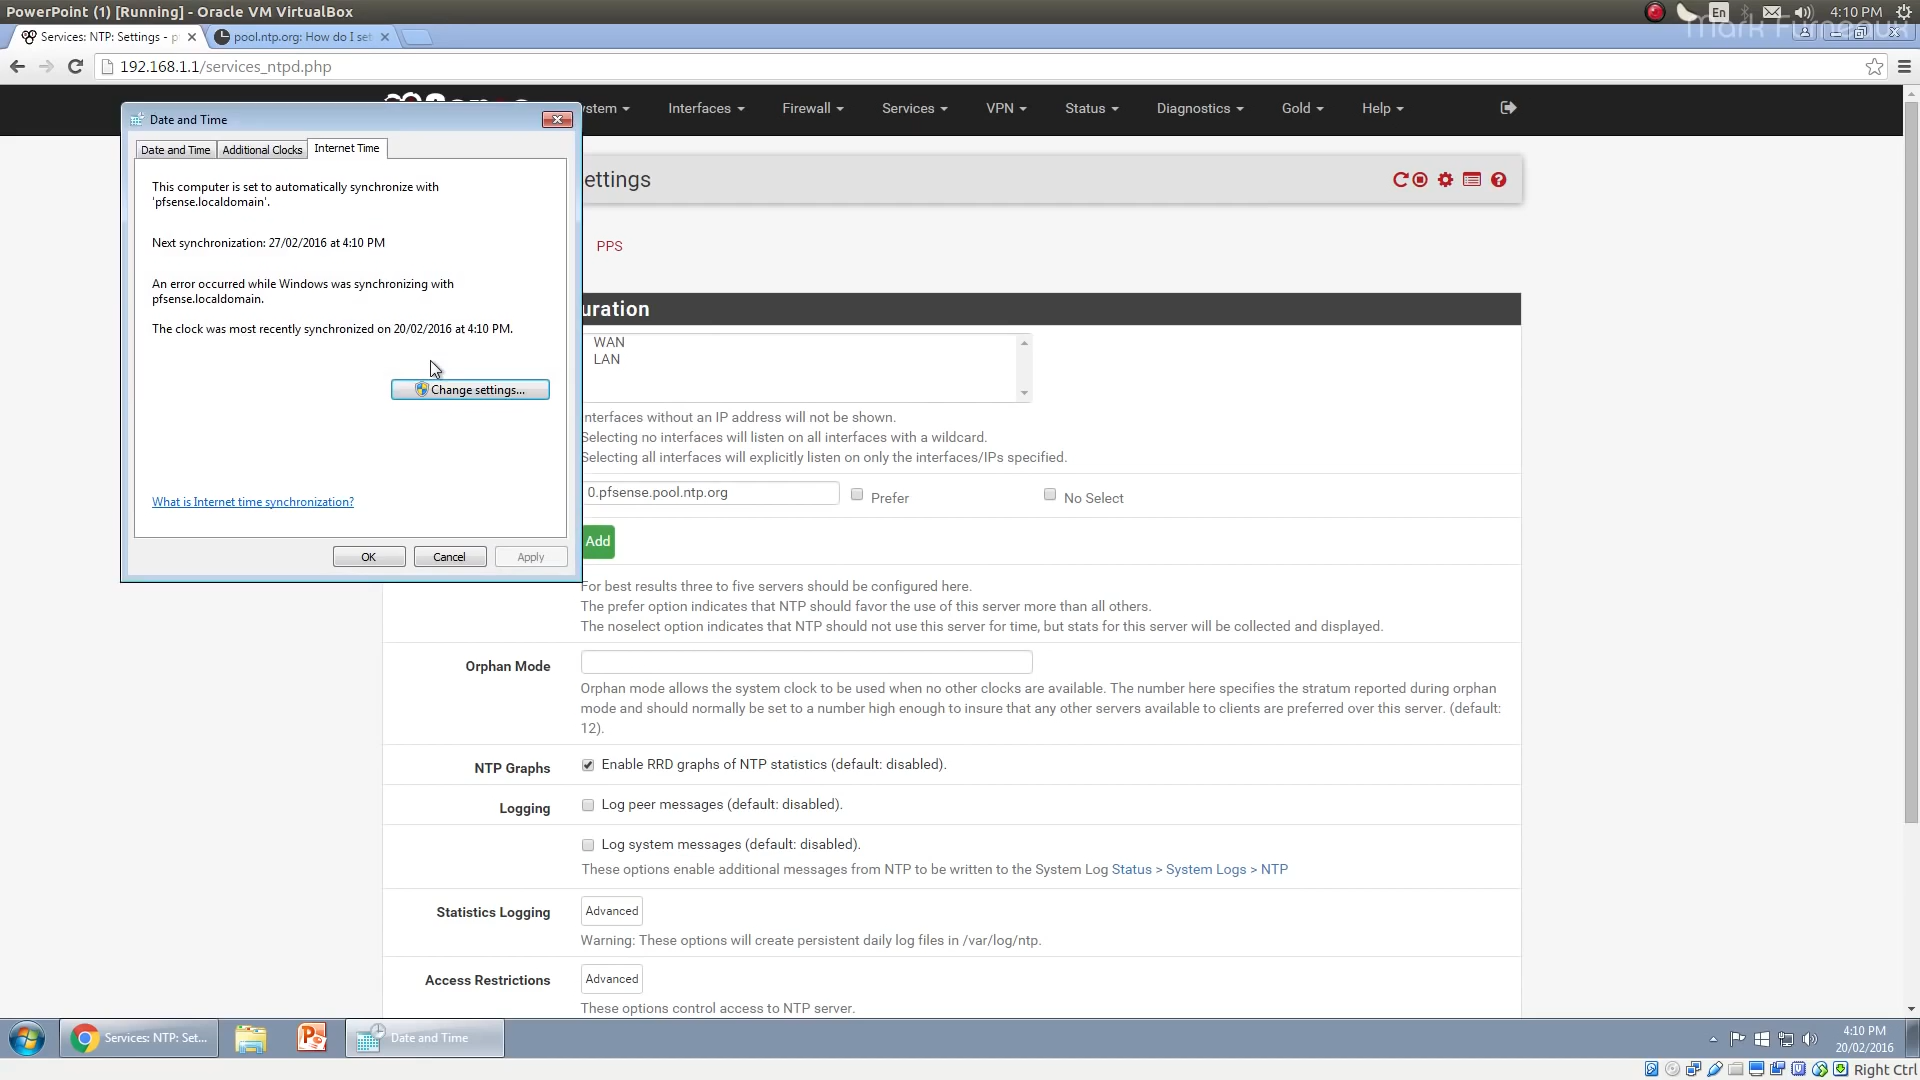 PowerPoint (1) [Running] - Oracle VM VirtualBox
En
4:10 PM
Mark Furneaux
Services: NTP: Settings - p
pool.ntp.org: How do I set
192.168.1.1/services_ntpd.php
ystem
Interfaces
Firewall
Services
VPN
Status
Diagnostics
Gold
Help
Date and Time
Date and Time
Additional Clocks
Internet Time
This computer is set to automatically synchronize with
'pfsense.localdomain'.
Next synchronization: 27/02/2016 at 4:10 PM
An error occurred while Windows was synchronizing with
pfsense.localdomain.
The clock was most recently synchronized on 20/02/2016 at 4:10 PM.
Change settings...
What is Internet time synchronization?
OK
Cancel
Apply
ettings
PPS
uration
WAN
LAN
nterfaces without an IP address will not be shown.
Selecting no interfaces will listen on all interfaces with a wildcard.
Selecting all interfaces will explicitly listen on only the interfaces/IPs specified.
0.pfsense.pool.ntp.org
Prefer
No Select
Add
For best results three to five servers should be configured here.
The prefer option indicates that NTP should favor the use of this server more than all others.
The noselect option indicates that NTP should not use this server for time, but stats for this server will be collected and displayed.
Orphan Mode
Orphan mode allows the system clock to be used when no other clocks are available. The number here specifies the stratum reported during orphan
mode and should normally be set to a number high enough to insure that any other servers available to clients are preferred over this server. (default:
12).
NTP Graphs
Enable RRD graphs of NTP statistics (default: disabled).
Logging
Log peer messages (default: disabled).
Log system messages (default: disabled).
These options enable additional messages from NTP to be written to the System Log Status > System Logs > NTP
Statistics Logging
Advanced
Warning: These options will create persistent daily log files in /var/log/ntp.
Access Restrictions
Advanced
These options control access to NTP server.
Services: NTP: Set...
Date and Time
4:10 PM
20/02/2016
Right Ctrl